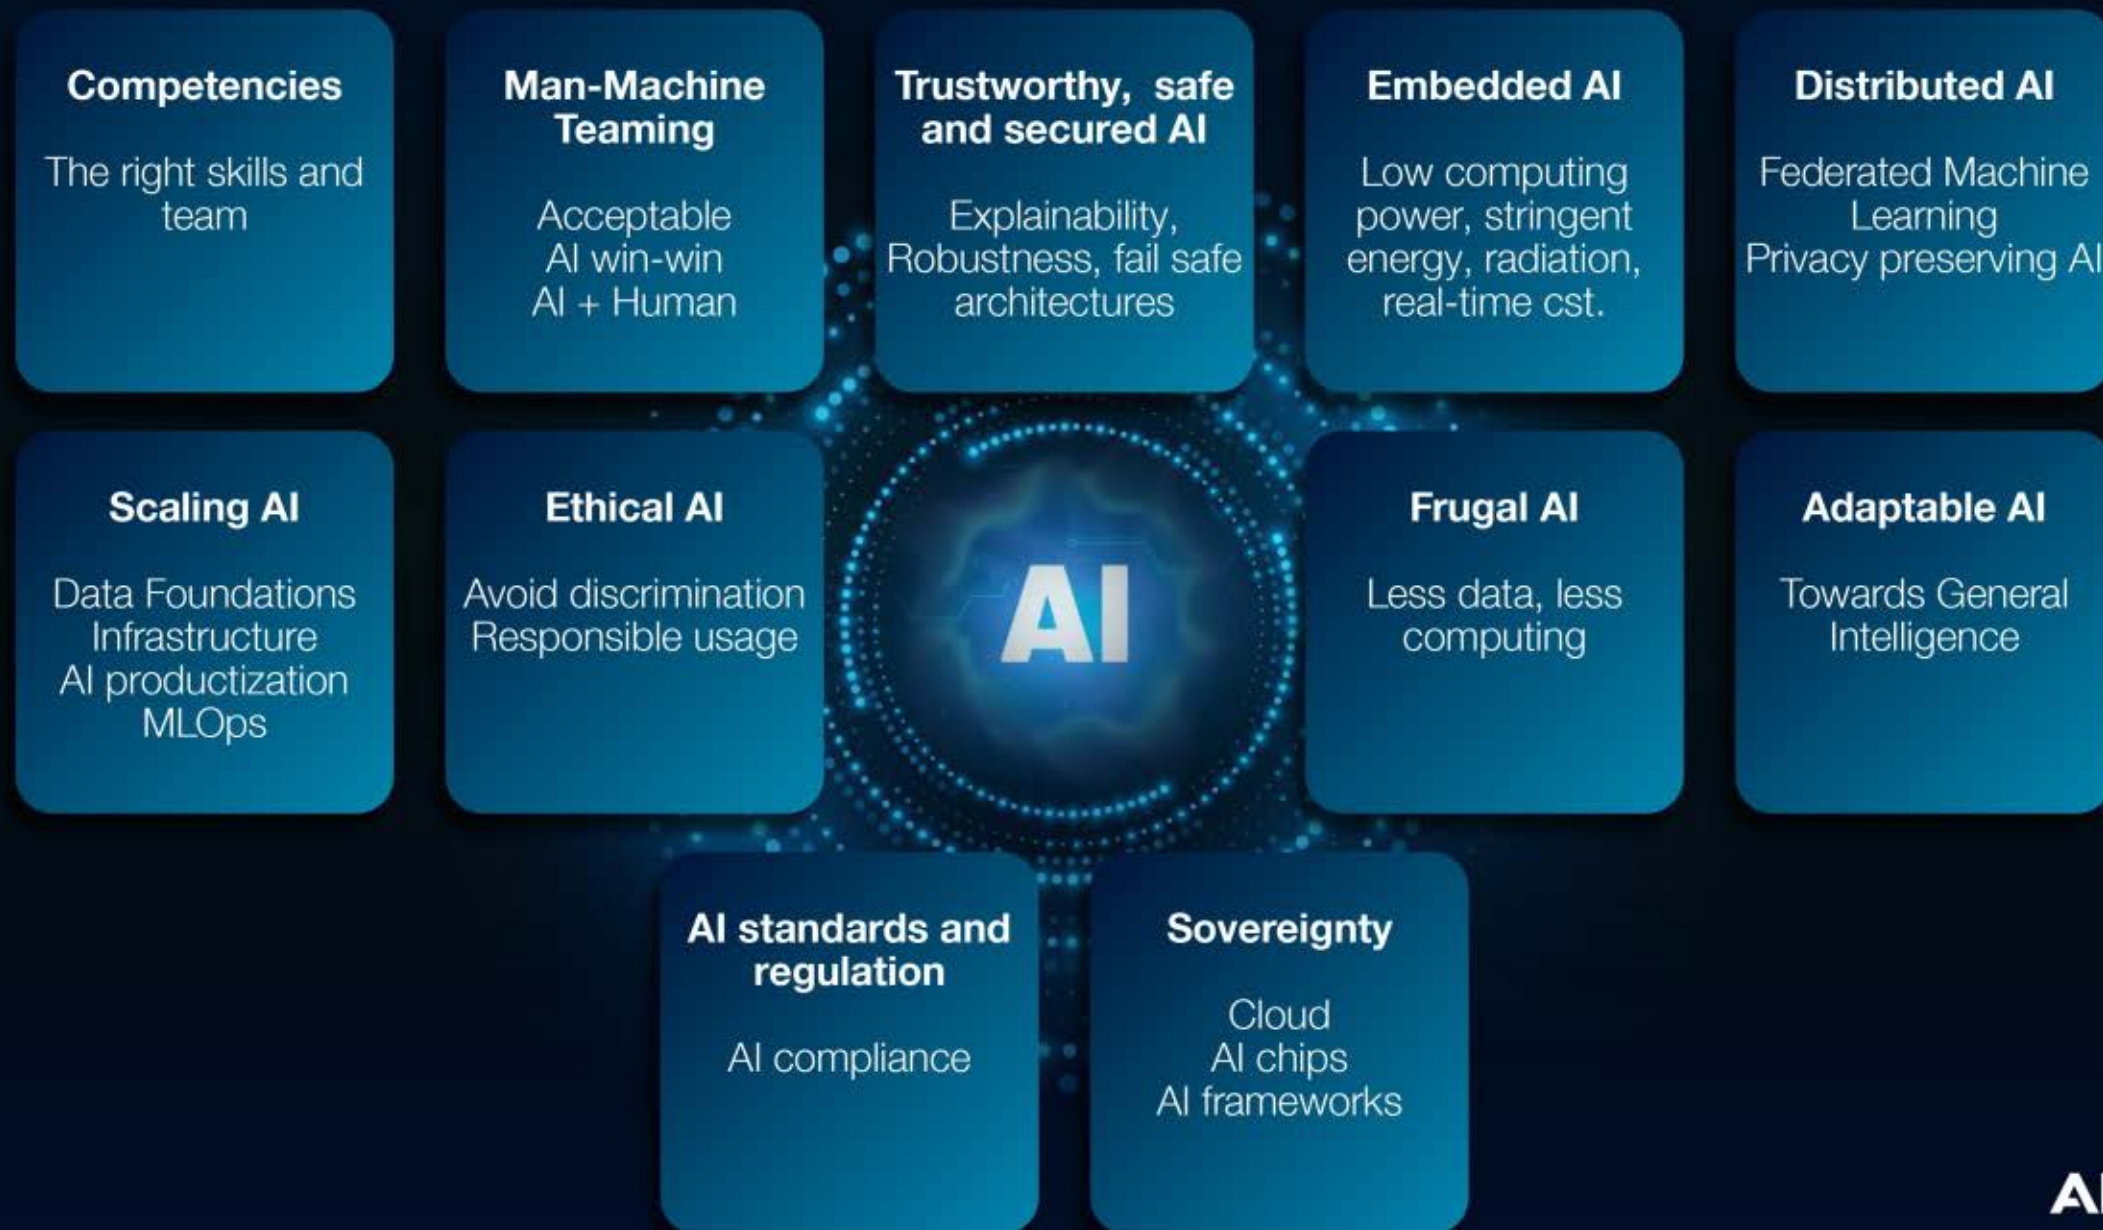 Competencies
The right skills and
team
Man-Machine
Teaming
Acceptable
AI win-win
AI + Human
Trustworthy, safe
and secured AI
Explainability,
Robustness, fail safe
architectures
Embedded AI
Low computing
power, stringent
energy, radiation,
real-time cst.
Distributed AI
Federated Machine
Learning
Privacy preserving AI
Scaling AI
Data Foundations
Infrastructure
AI productization
MLOps
Ethical AI
Avoid discrimination
Responsible usage
AI
Frugal AI
Less data, less
computing
Adaptable AI
Towards General
Intelligence
AI standards and
regulation
AI compliance
Sovereignty
Cloud
AI chips
AI frameworks